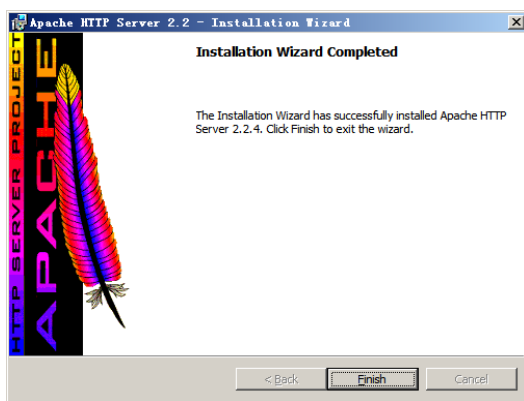 Apache HTTP Server 2.2 - Installation Wizard
HTTP SERVER PROJECT
APACHE
Installation Wizard Completed
The Installation Wizard has successfully installed Apache HTTP
Server 2.2.4. Click Finish to exit the wizard.
< Back
Finish
Cancel